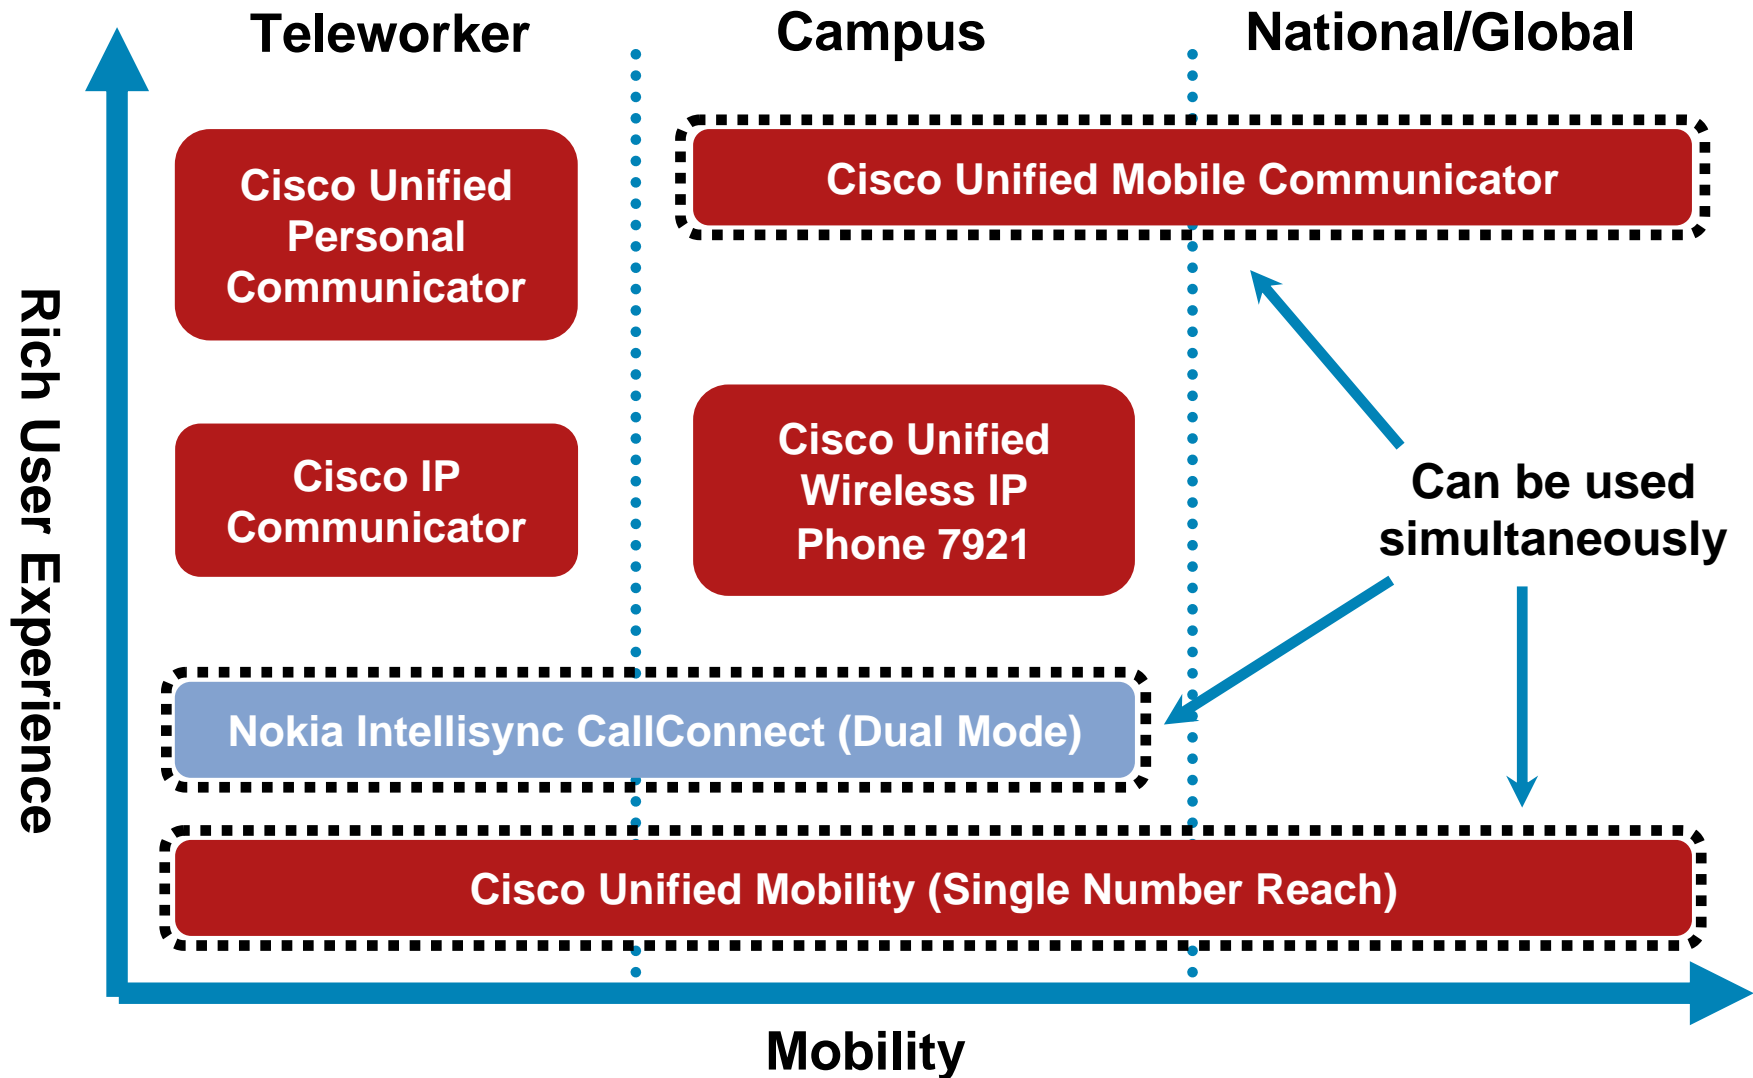 Teleworker
Campus
National/Global
Cisco Unified
Personal
Communicator
Cisco Unified Mobile Communicator
Rich User Experience
Cisco IP
Communicator
Cisco Unified
Wireless IP
Phone 7921
Can be used
simultaneously
Nokia Intellisync CallConnect (Dual Mode)
Cisco Unified Mobility (Single Number Reach)
Mobility